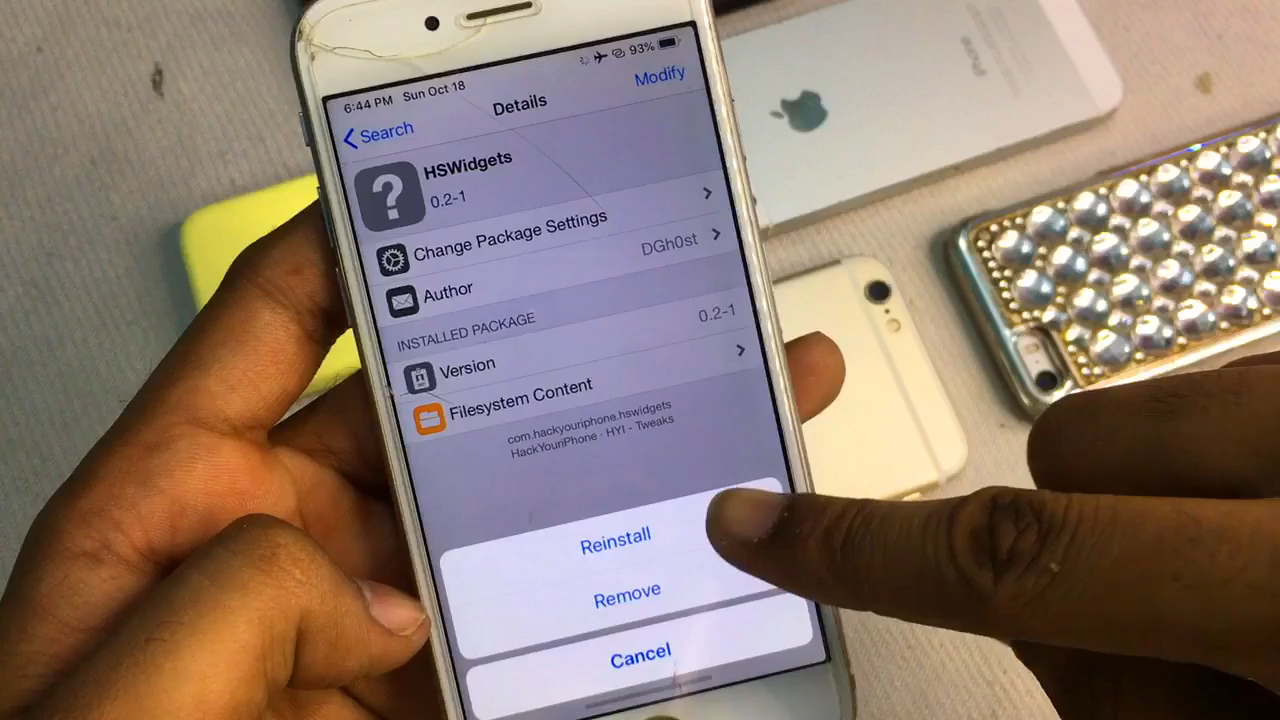 6:44 PM Sun Oct 18 93%
Search Details Modify
HSWidgets
0.2-1
Change Package Settings
Author DGh0st
INSTALLED PACKAGE
Version 0.2-1
Filesystem Content
com.hackyouriphone.hswidgets
HackYouriPhone · HYI - Tweaks
Reinstall
Remove
Cancel
iPod